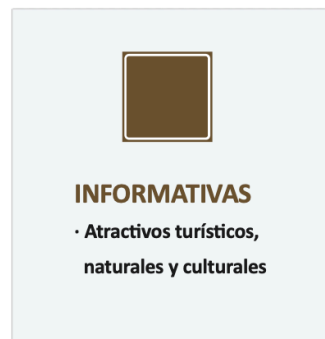 INFORMATIVAS
· Atractivos turísticos,
naturales y culturales